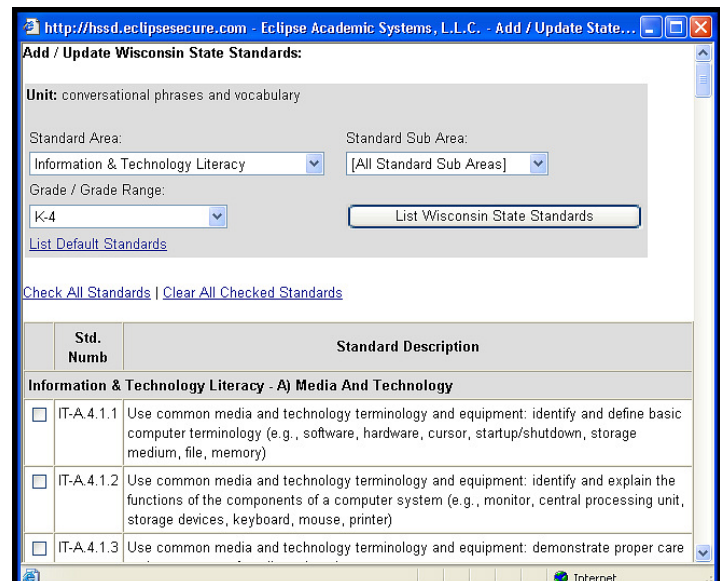 http://hssd.eclipsesecure.com - Eclipse Academic Systems, L.L.C. - Add / Update State...
Add / Update Wisconsin State Standards:
Unit: conversational phrases and vocabulary
Standard Area: Standard Sub Area:
Information & Technology Literacy [All Standard Sub Areas]
Grade / Grade Range:
K-4 List Wisconsin State Standards
List Default Standards
Check All Standards | Clear All Checked Standards
Std. Numb Standard Description
Information & Technology Literacy - A) Media And Technology
IT-A.4.1.1 Use common media and technology terminology and equipment: identify and define basic
computer terminology (e.g., software, hardware, cursor, startup/shutdown, storage
medium, file, memory)
IT-A.4.1.2 Use common media and technology terminology and equipment: identify and explain the
functions of the components of a computer system (e.g., monitor, central processing unit,
storage devices, keyboard, mouse, printer)
IT-A.4.1.3 Use common media and technology terminology and equipment: demonstrate proper care
Internet